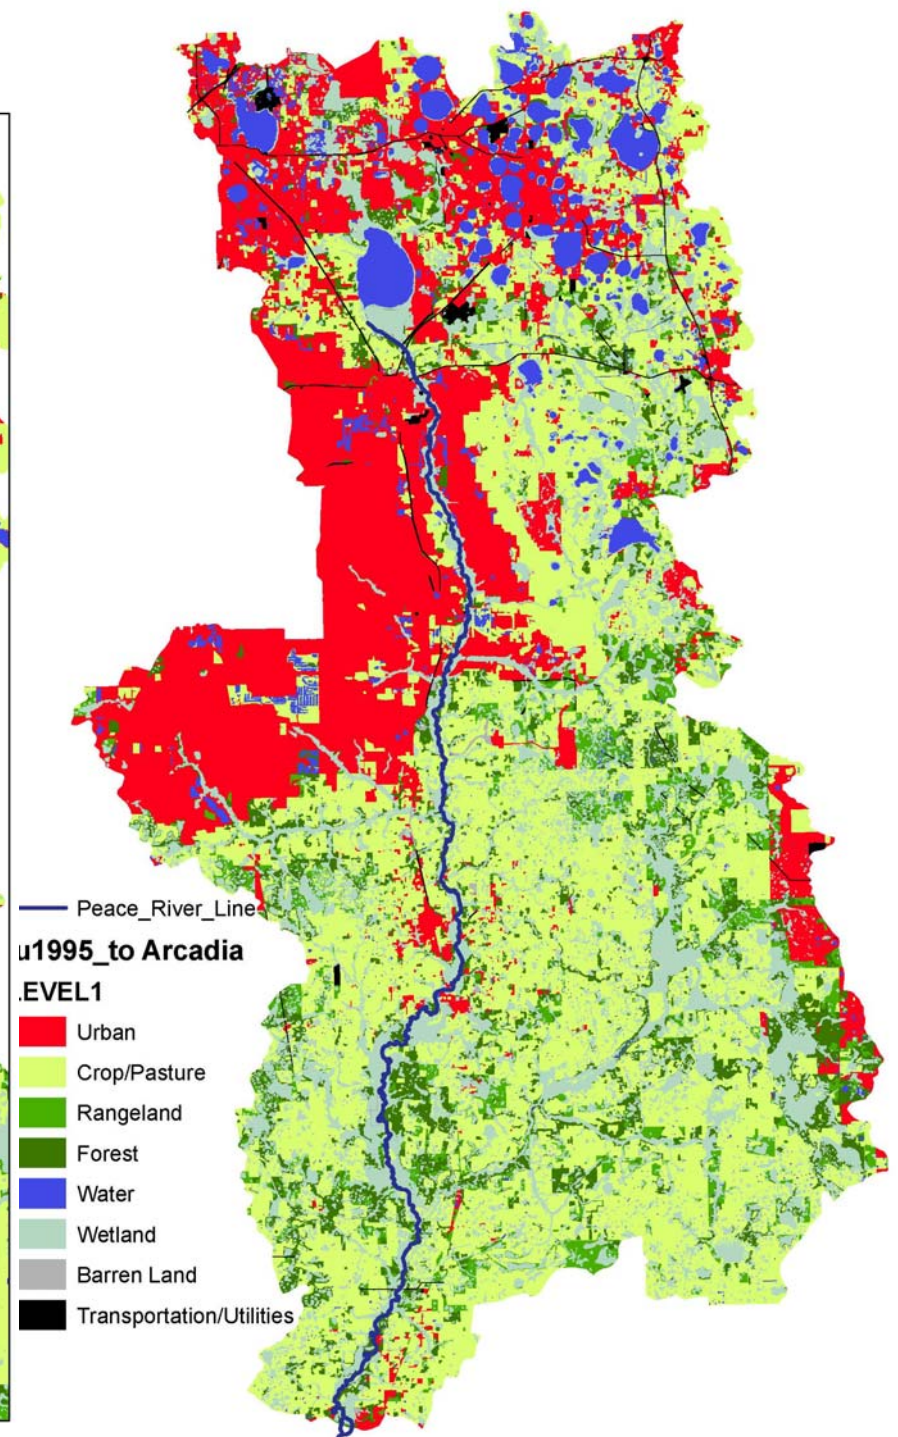 Peace_River_Line
u1995_to Arcadia
.EVEL1
Urban
Crop/Pasture
Rangeland
Forest
Water
Wetland
Barren Land
Transportation/Utilities